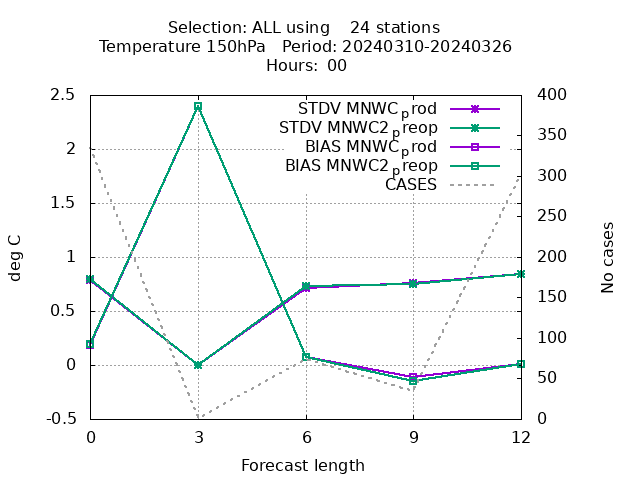 Selection: ALL using 24 stations
Temperature 150hPa Period: 20240310-20240326
Hours: 00
STDV MNWC_prod
STDV MNWC2_preop
BIAS MNWC_prod
BIAS MNWC2_preop
CASES
2.5
2
1.5
1
0.5
0
-0.5
deg C
400
350
300
250
200
150
100
50
0
No cases
0 3 6 9 12
Forecast length